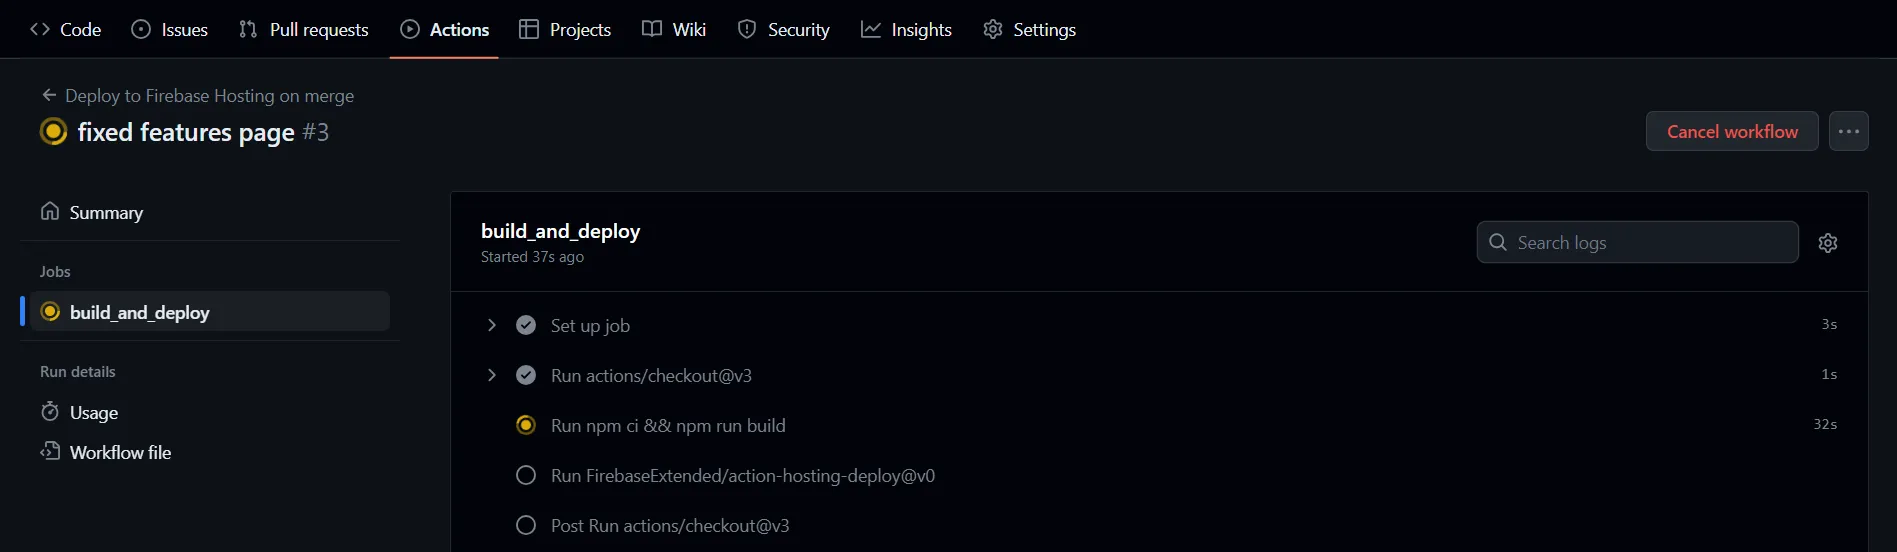 Code Issues Pull requests Actions Projects Wiki Security Insights Settings
Deploy to Firebase Hosting on merge
fixed features page #3
Cancel workflow
Summary
Jobs
build_and_deploy
Run details
Usage
Workflow file
build_and_deploy
Started 37s ago
Search logs
Set up job 3s
Run actions/checkout@v3 1s
Run npm ci && npm run build 32s
Run FirebaseExtended/action-hosting-deploy@v0
Post Run actions/checkout@v3